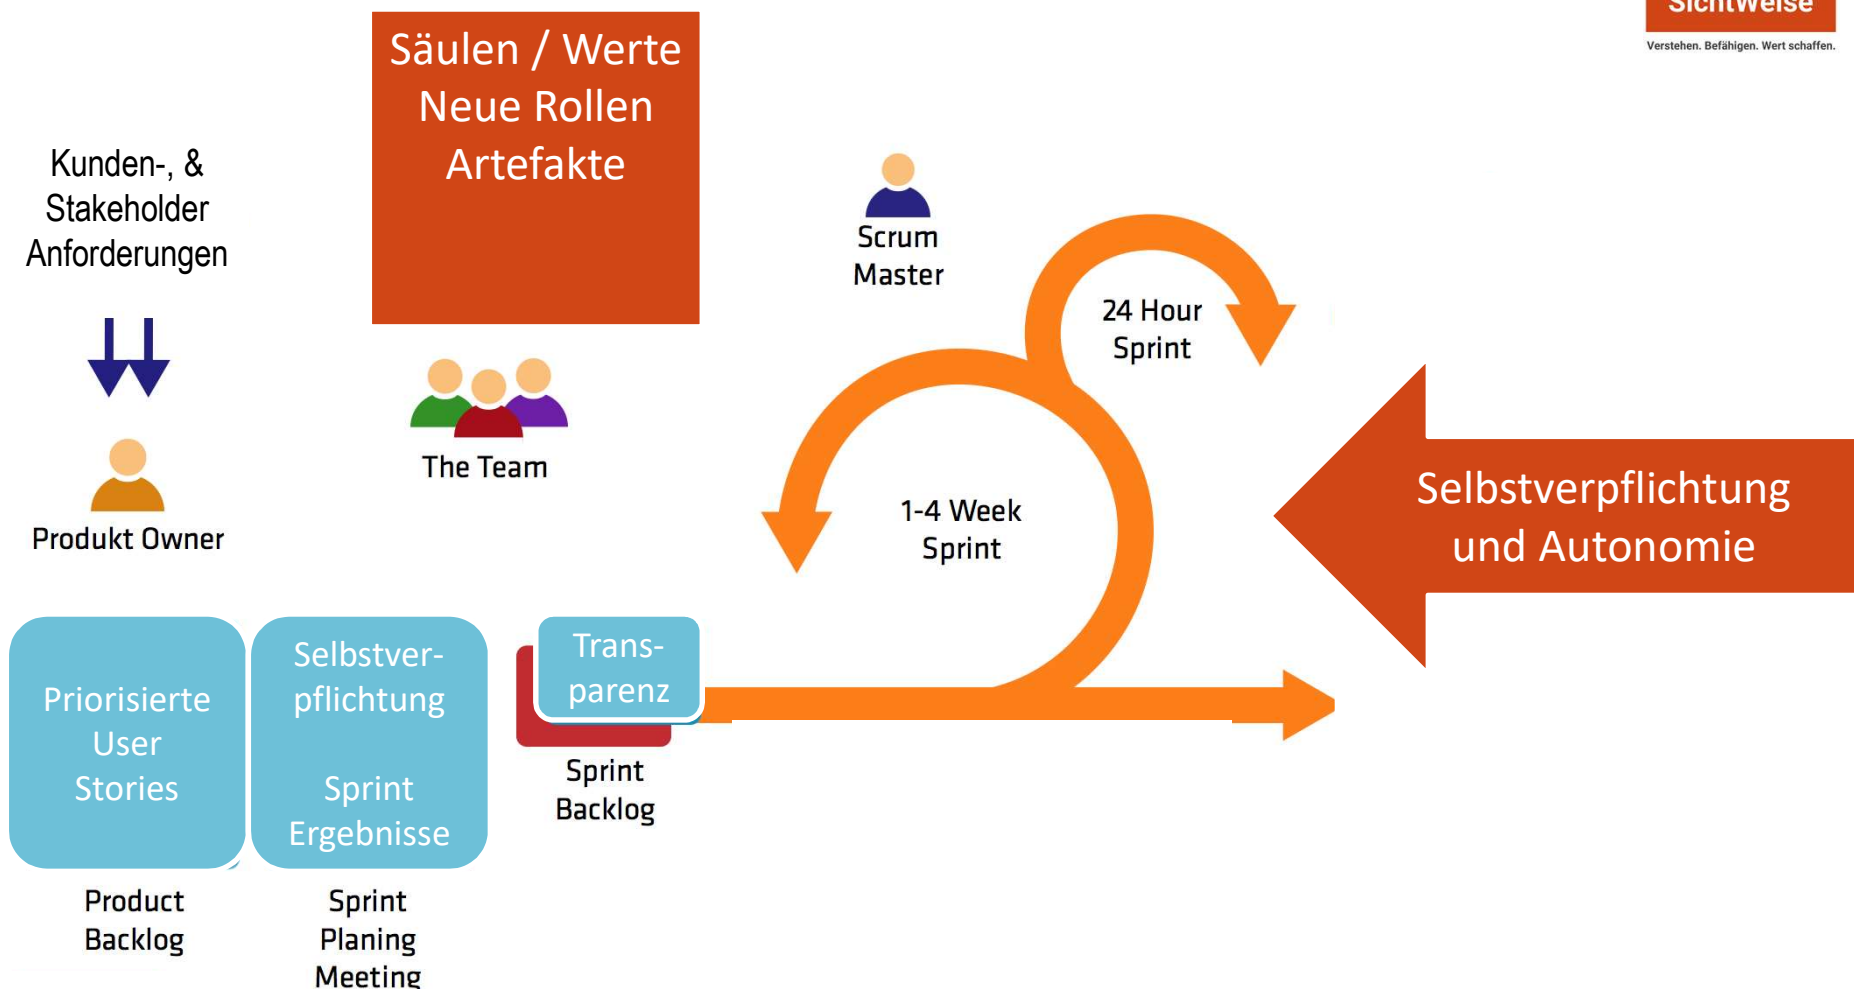 SichtWeise
Verstehen. Befähigen. Wert schaffen.
Säulen / Werte
Neue Rollen
Artefakte
Kunden-, &
Stakeholder
Anforderungen
Scrum
Master
24 Hour
Sprint
The Team
Produkt Owner
1-4 Week
Sprint
Selbstverpflichtung
und Autonomie
Priorisierte
User
Stories
Selbstver-
pflichtung
Sprint
Ergebnisse
Trans-
parenz
Sprint
Backlog
Product
Backlog
Sprint
Planing
Meeting